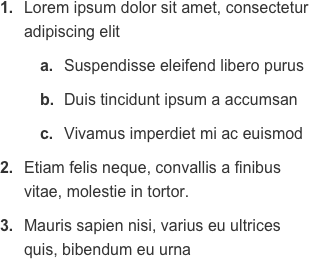 1. Lorem ipsum dolor sit amet, consectetur
adipiscing elit
a. Suspendisse eleifend libero purus
b. Duis tincidunt ipsum a accumsan
c. Vivamus imperdiet mi ac euismod
2. Etiam felis neque, convallis a finibus
vitae, molestie in tortor.
3. Mauris sapien nisi, varius eu ultrices
quis, bibendum eu urna